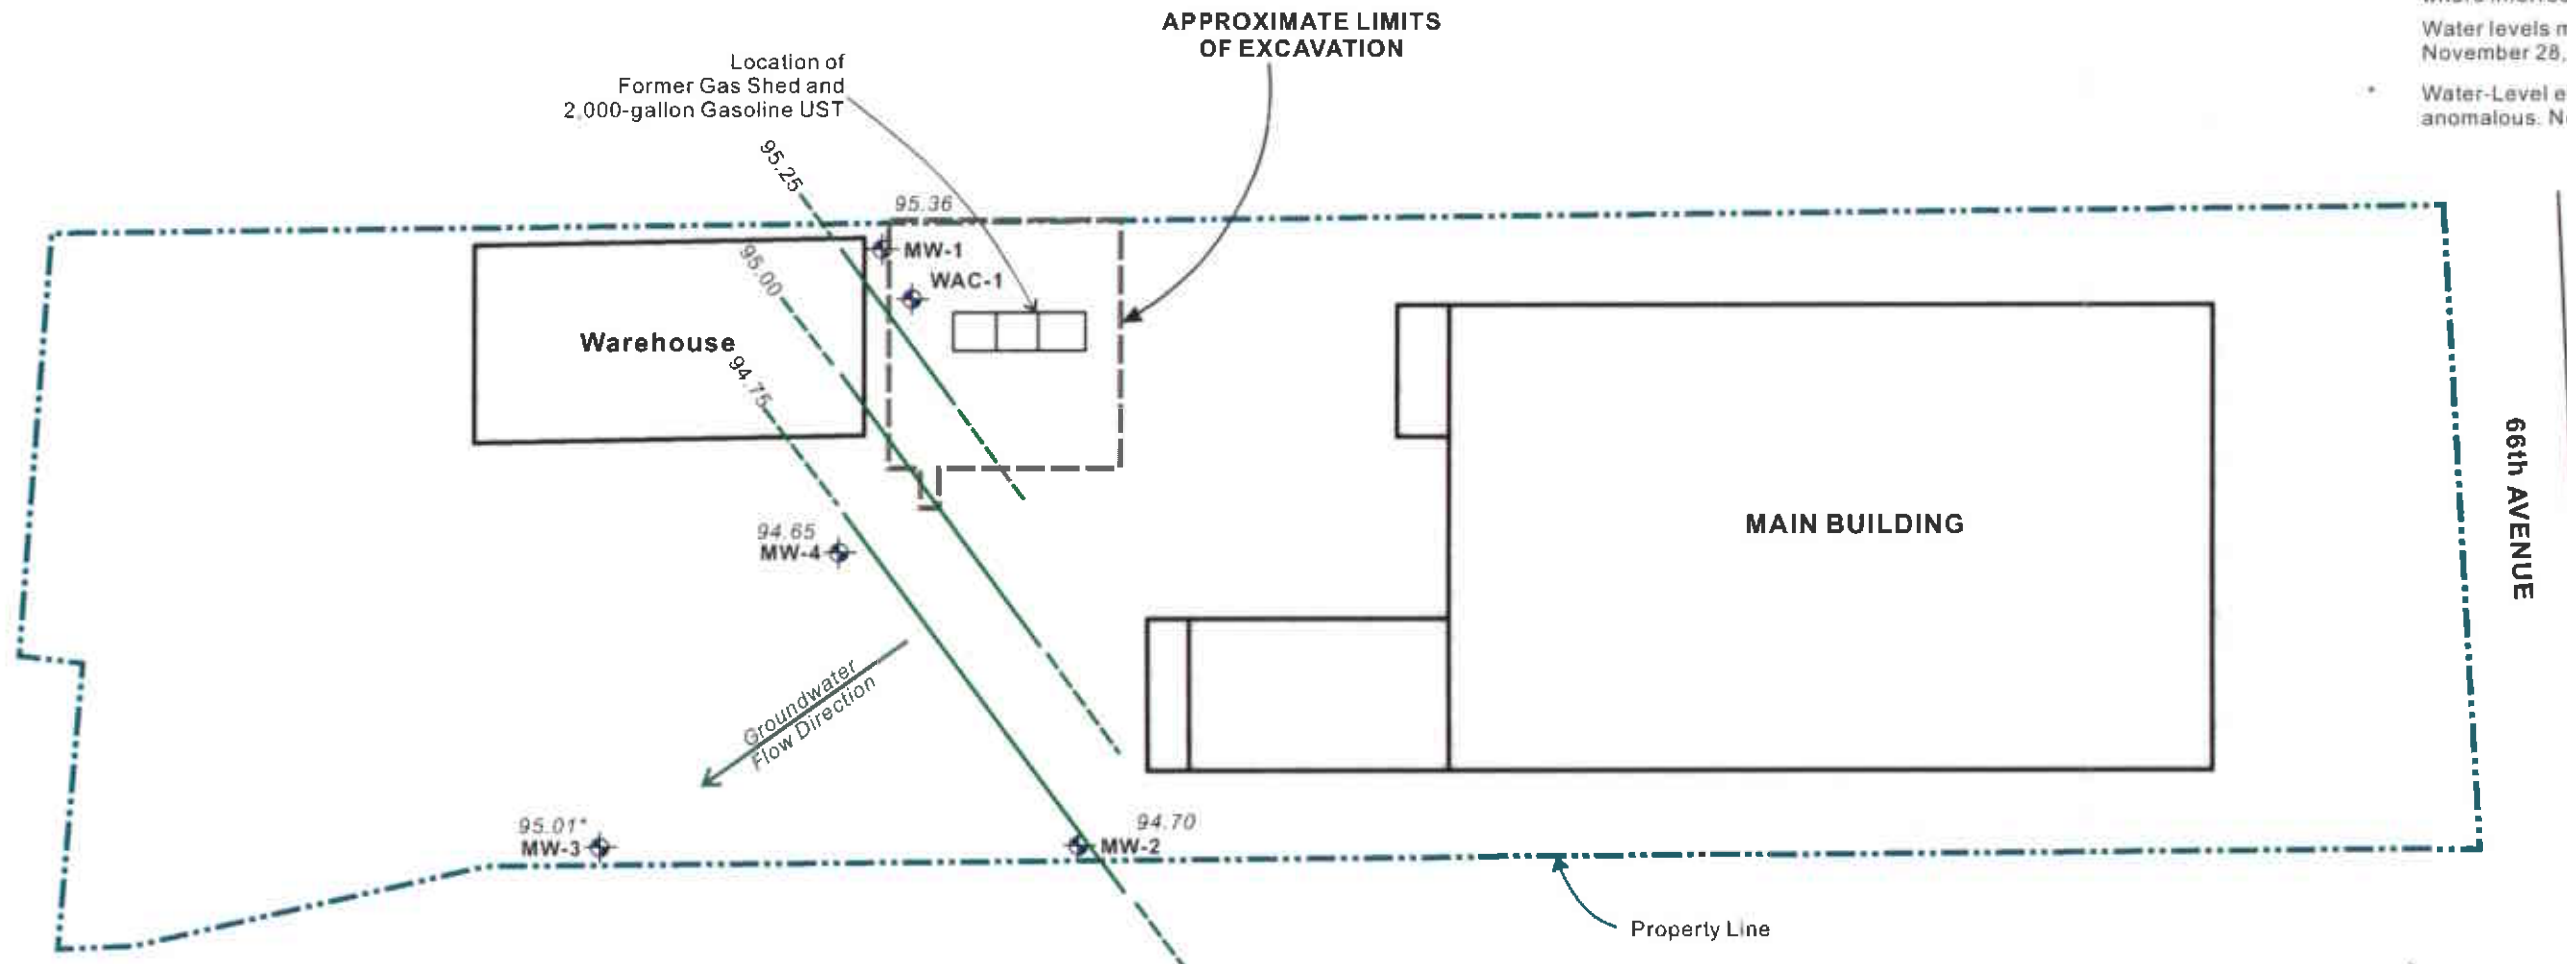 APPROXIMATE LIMITS
OF EXCAVATION
Water levels
November 28,
* Water-Level
anomalous.
Location of
Former Gas Shed and
2,000-gallon Gasoline UST
95.25
95.36
MW-1
95.00
WAC-1
Warehouse
94.75
94.65
MW-4
MAIN BUILDING
66th AVENUE
Groundwater
Flow Direction
95.01*
MW-3
94.70
MW-2
Property Line